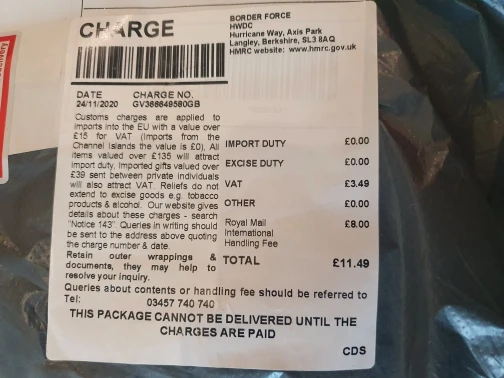 CHARGE
BORDER FORCE
HWDC
Hurricane Way, Axis Park
Langley, Berkshire, SL3 8AQ
HMRC website: www.hmrc.gov.uk
DATE CHARGE NO.
24/11/2020 GV366649580GB
Customs charges are applied to
imports into the EU with a value over
£15 for VAT (Imports from the
Channel Islands the value is £0), All
items valued over £135 will attract
import duty. Imported gifts valued over
£39 sent between private individuals
will also attract VAT. Reliefs do not
extend to excise goods e.g. tobacco
products & alcohol. Our website gives
details about these charges - search
"Notice 143". Queries in writing should
be sent to the address above quoting
the charge number & date.
Retain outer wrappings &
documents, they may help to
resolve your inquiry.
IMPORT DUTY £0.00
EXCISE DUTY £0.00
VAT £3.49
OTHER £0.00
Royal Mail £8.00
International
Handling Fee
TOTAL £11.49
Queries about contents or handling fee should be referred to
Tel: 03457 740 740
THIS PACKAGE CANNOT BE DELIVERED UNTIL THE
CHARGES ARE PAID
CDS